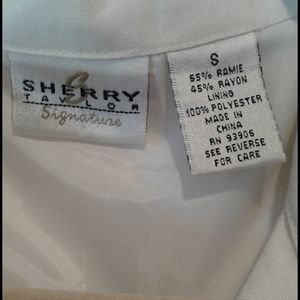 S
SHERRY
TAYLOR
Signature
S
55% RAMIE
45% RAYON
LINING
100% POLYESTER
MADE IN
CHINA
RN 93906
SEE REVERSE
FOR CARE